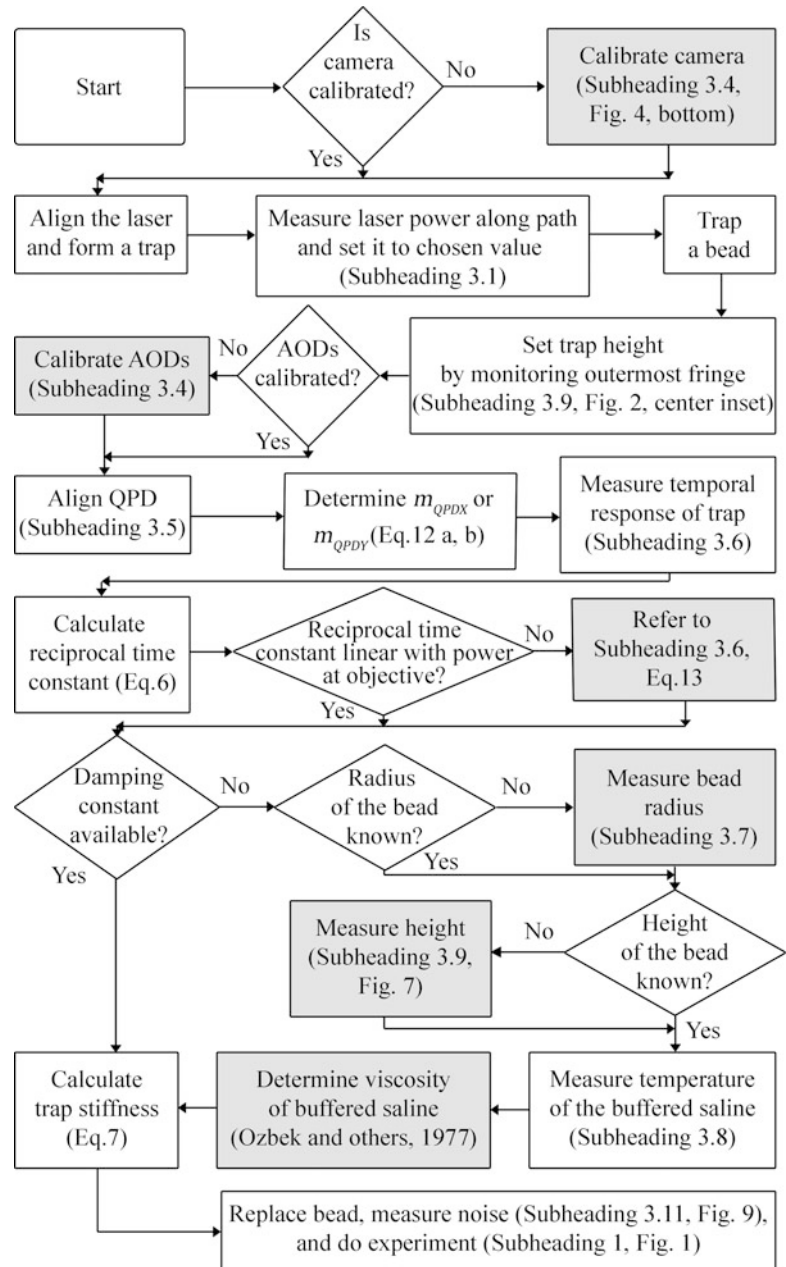 Start
Is
camera
calibrated?
No
Calibrate camera
(Subheading 3.4,
Fig. 4, bottom)
Yes
Align the laser
and form a trap
Measure laser power along path
and set it to chosen value
(Subheading 3.1)
Trap
a bead
Set trap height
by monitoring outermost fringe
(Subheading 3.9, Fig. 2, center inset)
AODs
calibrated?
No
Calibrate AODs
(Subheading 3.4)
Yes
Align QPD
(Subheading 3.5)
Determine m_QPDX or
m_QPDY(Eq.12 a, b)
Measure temporal
response of trap
(Subheading 3.6)
Calculate
reciprocal time
constant (Eq.6)
Reciprocal time
constant linear with power
at objective?
No
Refer to
Subheading 3.6,
Eq.13
Yes
Damping
constant
available?
No
Radius
of the bead
known?
No
Measure bead
radius
(Subheading 3.7)
Yes
Yes
Height
of the bead
known?
No
Measure height
(Subheading 3.9,
Fig. 7)
Yes
Measure temperature
of the buffered saline
(Subheading 3.8)
Determine viscosity
of buffered saline
(Ozbek and others, 1977)
Calculate
trap stiffness
(Eq.7)
Replace bead, measure noise (Subheading 3.11, Fig. 9),
and do experiment (Subheading 1, Fig. 1)